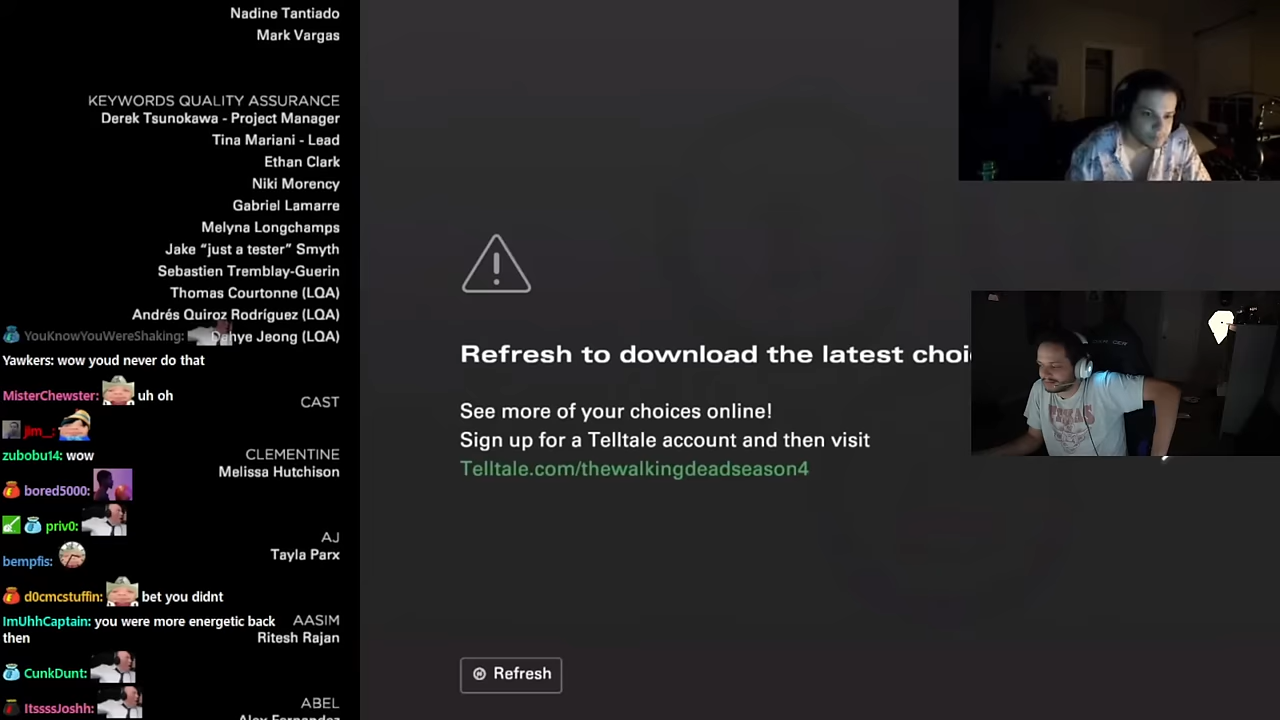 Nadine Tantiado
Mark Vargas
KEYWORDS QUALITY ASSURANCE
Derek Tsunokawa - Project Manager
Tina Mariani - Lead
Ethan Clark
Niki Morency
Gabriel Lamarre
Melyna Longchamps
Jake “just a tester” Smyth
Sebastien Tremblay-Guerin
Thomas Courtonne (LQA)
Andrés Quiroz Rodríguez (LQA)
Jeong (LQA)
YouKnowYouWereShaking:
Yawkers: wow youd never do that
MisterChewster: uh oh
CAST
jim__:
zubobu14: wow
CLEMENTINE
Melissa Hutchison
bored5000:
priv0:
AJ
Tayla Parx
bempfis:
d0cmcstuffin: bet you didnt
ImUhhCaptain: you were more energetic back
then
AASIM
Ritesh Rajan
CunkDunt:
ItssssJoshh:
ABEL
Refresh to download the latest
See more of your choices online!
Sign up for a Telltale account and then visit
Telltale.com/thewalkingdeadseason4
Refresh